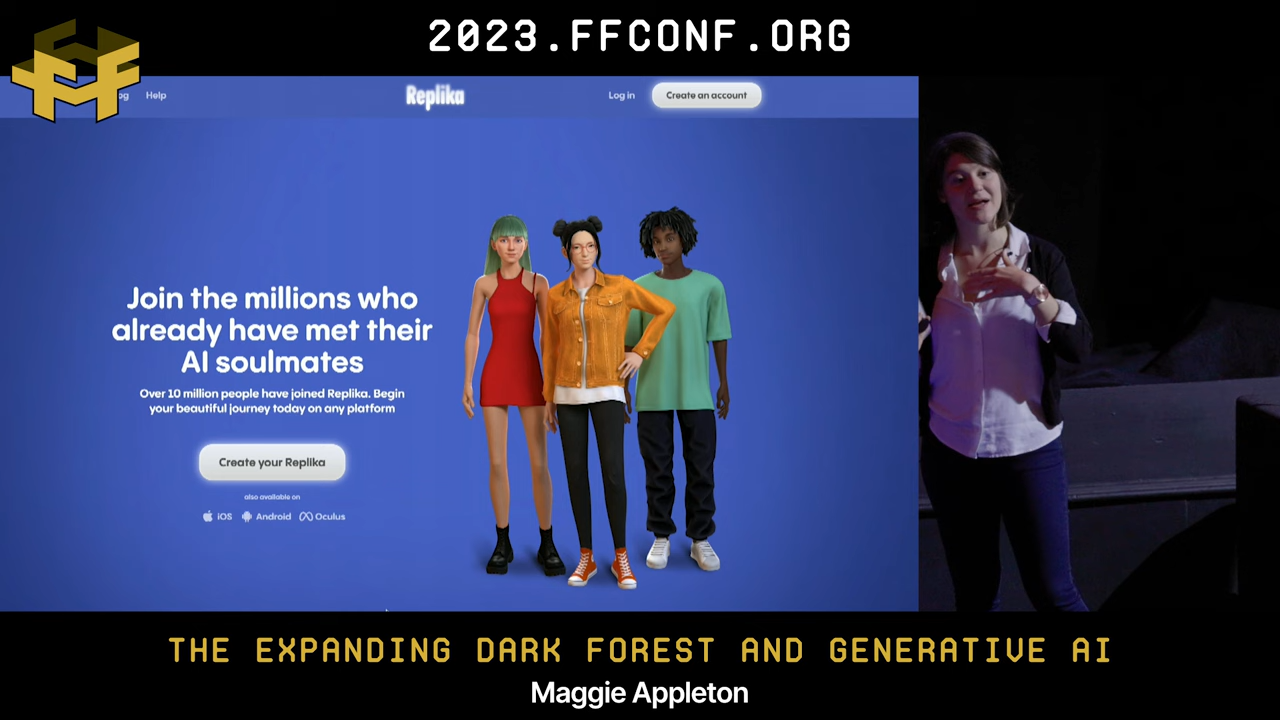 2023.FFCONF.ORG
Help
Replika
Log in
Create an account
Join the millions who
already have met their
AI soulmates
Over 10 million people have joined Replika. Begin
your beautiful journey today on any platform
Create your Replika
also available on
iOS Android Oculus
THE EXPANDING DARK FOREST AND GENERATIVE AI
Maggie Appleton